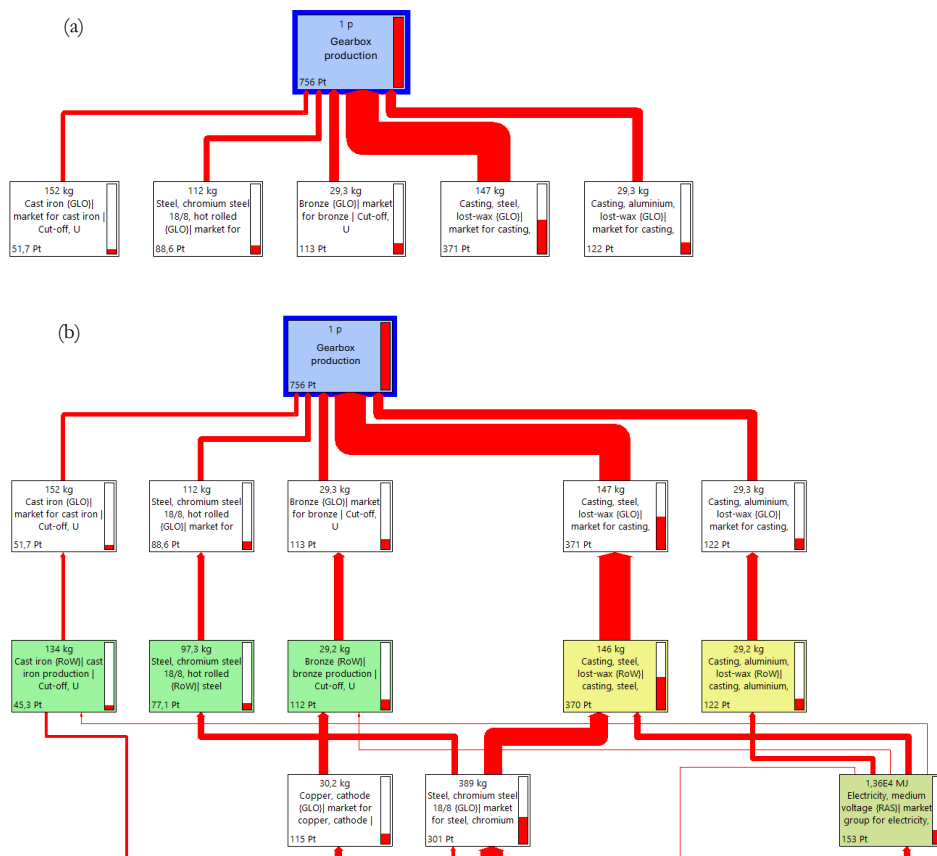 (a)
1 p
Gearbox
production
756 Pt
152 kg
Cast iron {GLO}|
market for cast iron |
Cut-off, U
51,7 Pt
112 kg
Steel, chromium steel
18/8, hot rolled
{GLO}| market for
88,6 Pt
29,3 kg
Bronze {GLO}| market
for bronze | Cut-off,
U
113 Pt
147 kg
Casting, steel,
lost-wax {GLO}|
market for casting,
371 Pt
29,3 kg
Casting, aluminium,
lost-wax {GLO}|
market for casting,
122 Pt
(b)
1 p
Gearbox
production
756 Pt
152 kg
Cast iron {GLO}|
market for cast iron |
Cut-off, U
51,7 Pt
112 kg
Steel, chromium steel
18/8, hot rolled
{GLO}| market for
88,6 Pt
29,3 kg
Bronze {GLO}| market
for bronze | Cut-off,
U
113 Pt
147 kg
Casting, steel,
lost-wax {GLO}|
market for casting,
371 Pt
29,3 kg
Casting, aluminium,
lost-wax {GLO}|
market for casting,
122 Pt
134 kg
Cast iron {RoW}| cast
iron production |
Cut-off, U
45,3 Pt
97,3 kg
Steel, chromium steel
18/8, hot rolled
{RoW}| steel
77,1 Pt
29,2 kg
Bronze {RoW}|
bronze production |
Cut-off, U
112 Pt
146 kg
Casting, steel,
lost-wax {RoW}|
casting, steel,
370 Pt
29,2 kg
Casting, aluminium,
lost-wax {RoW}|
casting, aluminium,
122 Pt
30,2 kg
Copper, cathode
{GLO}| market for
copper, cathode |
115 Pt
389 kg
Steel, chromium steel
18/8 {GLO}| market
for steel, chromium
301 Pt
1,36E4 MJ
Electricity, medium
voltage {RAS}| market
group for electricity,
153 Pt